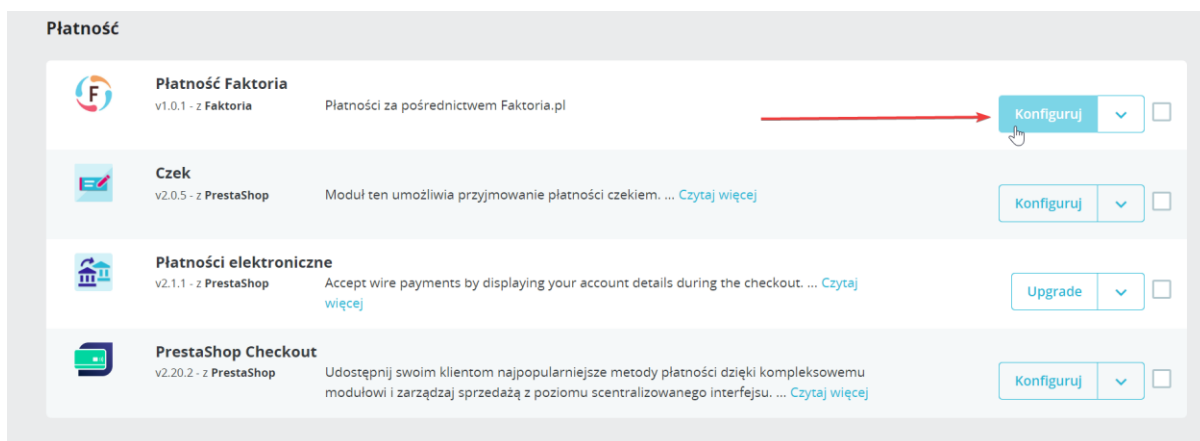 Płatność
F
Płatność Faktoria
v1.0.1 - z Faktoria
Płatności za pośrednictwem Faktoria.pl
Konfiguruj
Czek
v2.0.5 - z PrestaShop
Moduł ten umożliwia przyjmowanie płatności czekiem. ... Czytaj więcej
Konfiguruj
Płatności elektroniczne
v2.1.1 - z PrestaShop
Accept wire payments by displaying your account details during the checkout. ... Czytaj
więcej
Upgrade
PrestaShop Checkout
v2.20.2 - z PrestaShop
Udostępnij swoim klientom najpopularniejsze metody płatności dzięki kompleksowemu
modułowi i zarządzaj sprzedażą z poziomu scentralizowanego interfejsu. ... Czytaj więcej
Konfiguruj